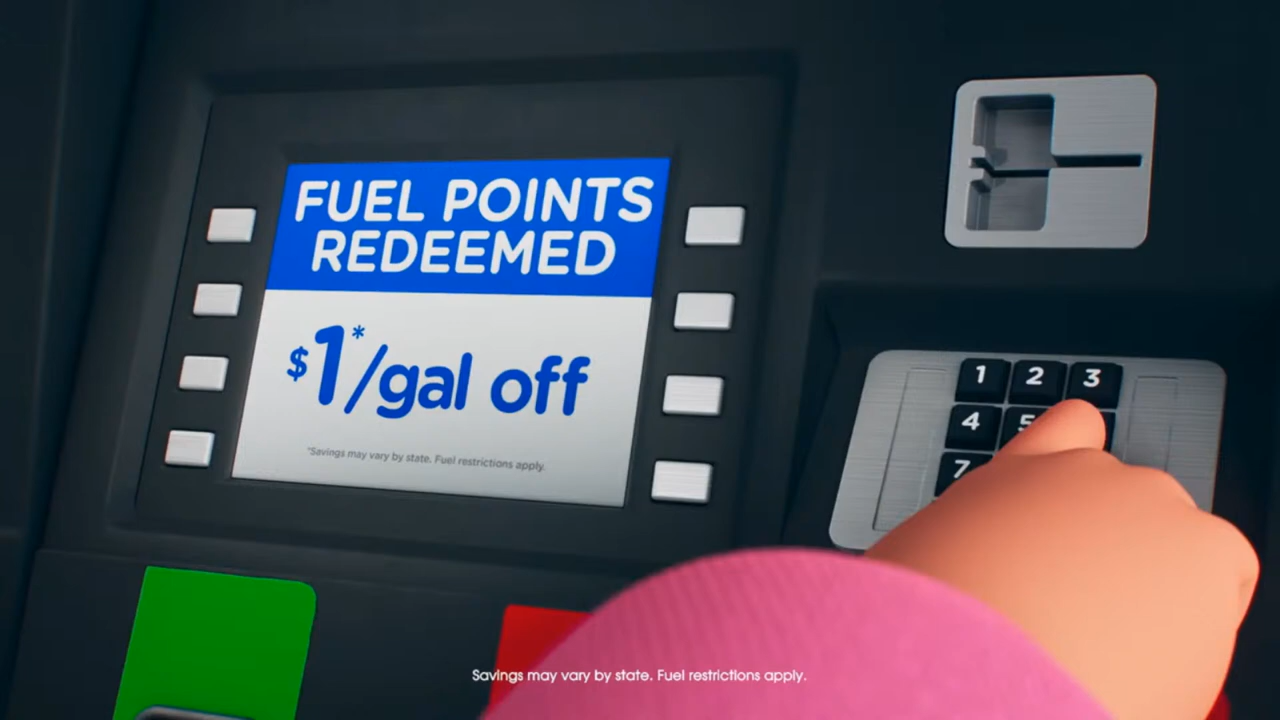 FUEL POINTS
REDEEMED
$1*/gal off
*Savings may vary by state. Fuel restrictions apply.
1 2 3
4 5
7
Savings may vary by state. Fuel restrictions apply.